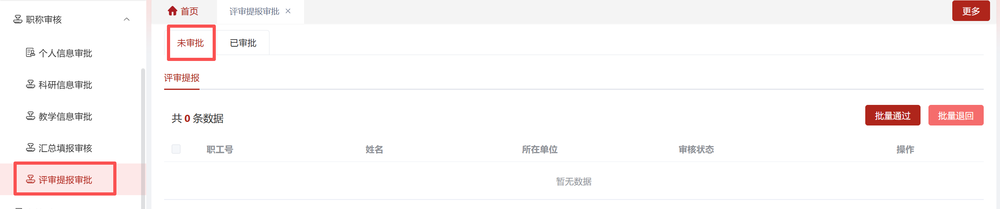 职称审核
个人信息审批
科研信息审批
教学信息审批
汇总填报审核
评审提报审批
首页
评审提报审批
更多
未审批
已审批
评审提报
共 0 条数据
批量通过
批量退回
职工号 姓名 所在单位 审核状态 操作
暂无数据